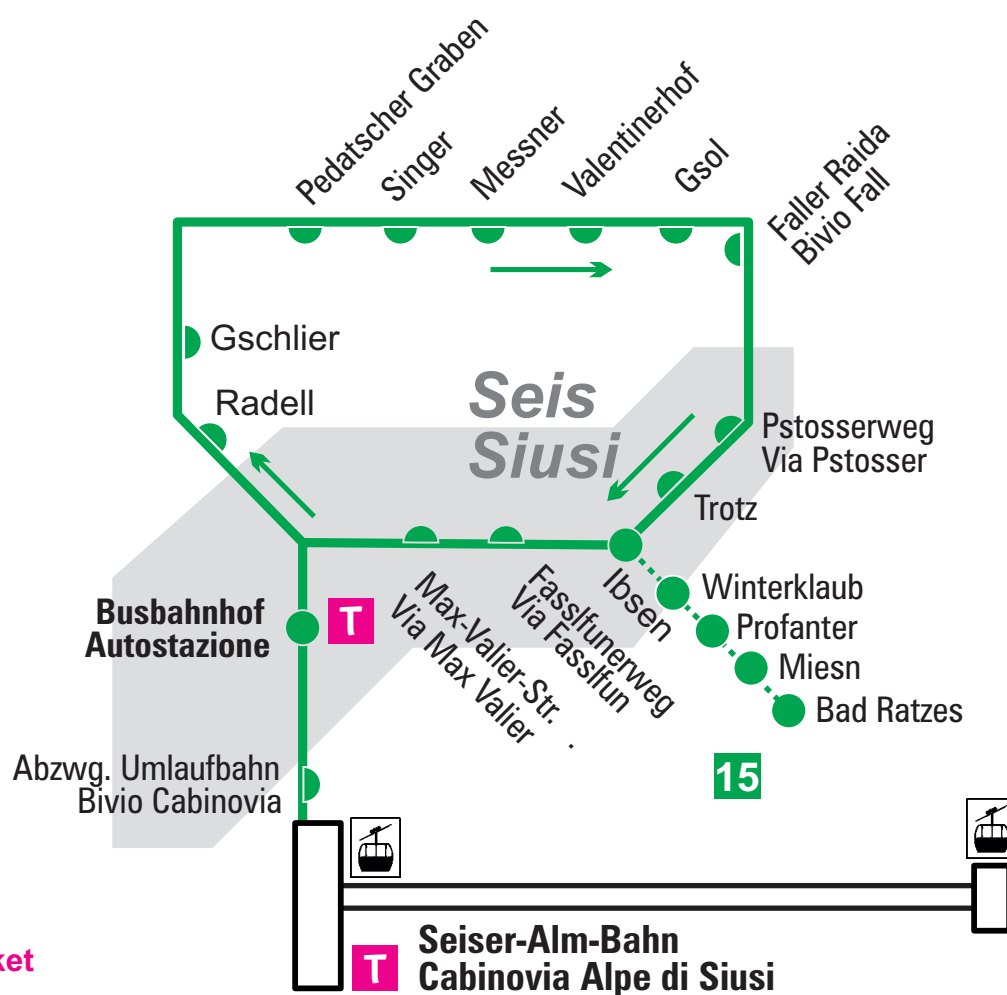 Pedatscher Graben
Singer
Messner
Valentinerhof
Gsol
Faller Raida
Bivio Fall
Gschlier
Radell
Seis
Siusi
Pstosserweg
Via Pstosser
Trotz
Ibsen
Winterklaub
Profanter
Miesn
Bad Ratzes
Fasslfunerweg
Via Fasslfun
Max-Valier-Str.
Via Max Valier
Busbahnhof
Autostazione
T
15
Abzwg. Umlaufbahn
Bivio Cabinovia
T
Seiser-Alm-Bahn
Cabinovia Alpe di Siusi
ket